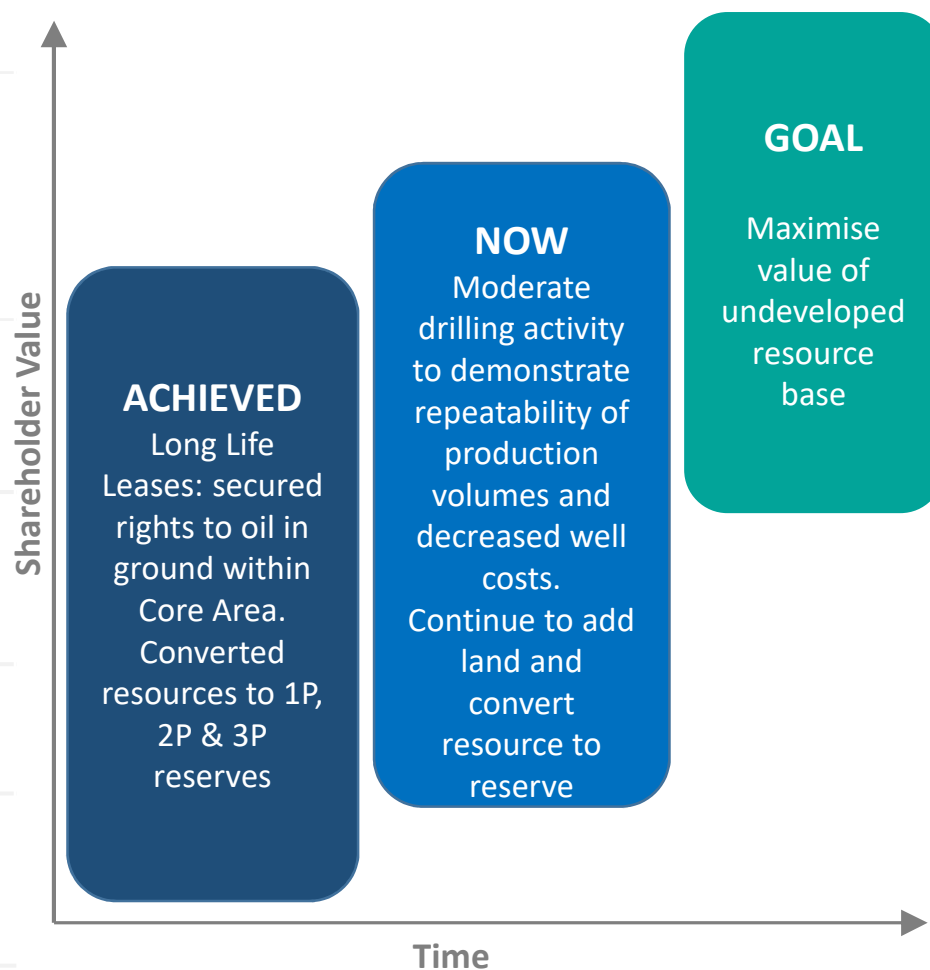 Shareholder Value
ACHIEVED
Long Life
Leases: secured
rights to oil in
ground within
Core Area.
Converted
resources to 1P,
2P & 3P
reserves
NOW
Moderate
drilling activity
to demonstrate
repeatability of
production
volumes and
decreased well
costs.
Continue to add
land and
convert
resource to
reserve
GOAL
Maximise
value of
undeveloped
resource
base
Time